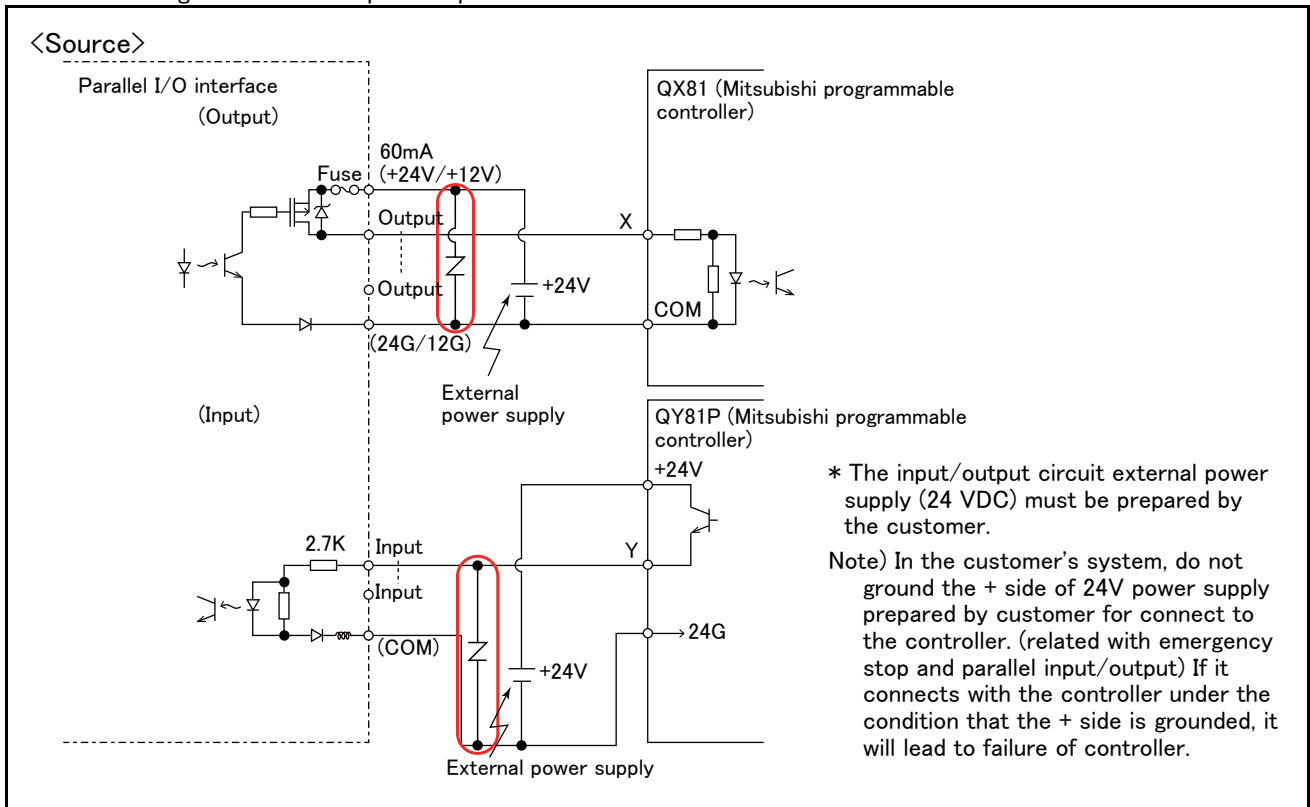 <Source>
Parallel I/O interface
(Output)
QX81 (Mitsubishi programmable
controller)
60mA
Fuse (+24V/+12V)
Output
X
Output
+24V
COM
(24G/12G)
External
power supply
(Input)
QY81P (Mitsubishi programmable
controller)
+24V
2.7K
Input
Y
Input
24G
(COM)
+24V
External power supply
* The input/output circuit external power
supply (24 VDC) must be prepared by
the customer.
Note) In the customer's system, do not
ground the + side of 24V power supply
prepared by customer for connect to
the controller. (related with emergency
stop and parallel input/output) If it
connects with the controller under the
condition that the + side is grounded, it
will lead to failure of controller.